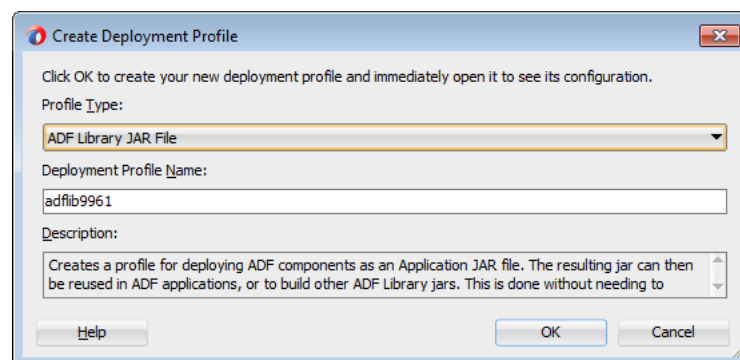 Create Deployment Profile
Click OK to create your new deployment profile and immediately open it to see its configuration.
Profile Type:
ADF Library JAR File
Deployment Profile Name:
adflib9961
Description:
Creates a profile for deploying ADF components as an Application JAR file. The resulting jar can then
be reused in ADF applications, or to build other ADF Library jars. This is done without needing to
Help OK Cancel